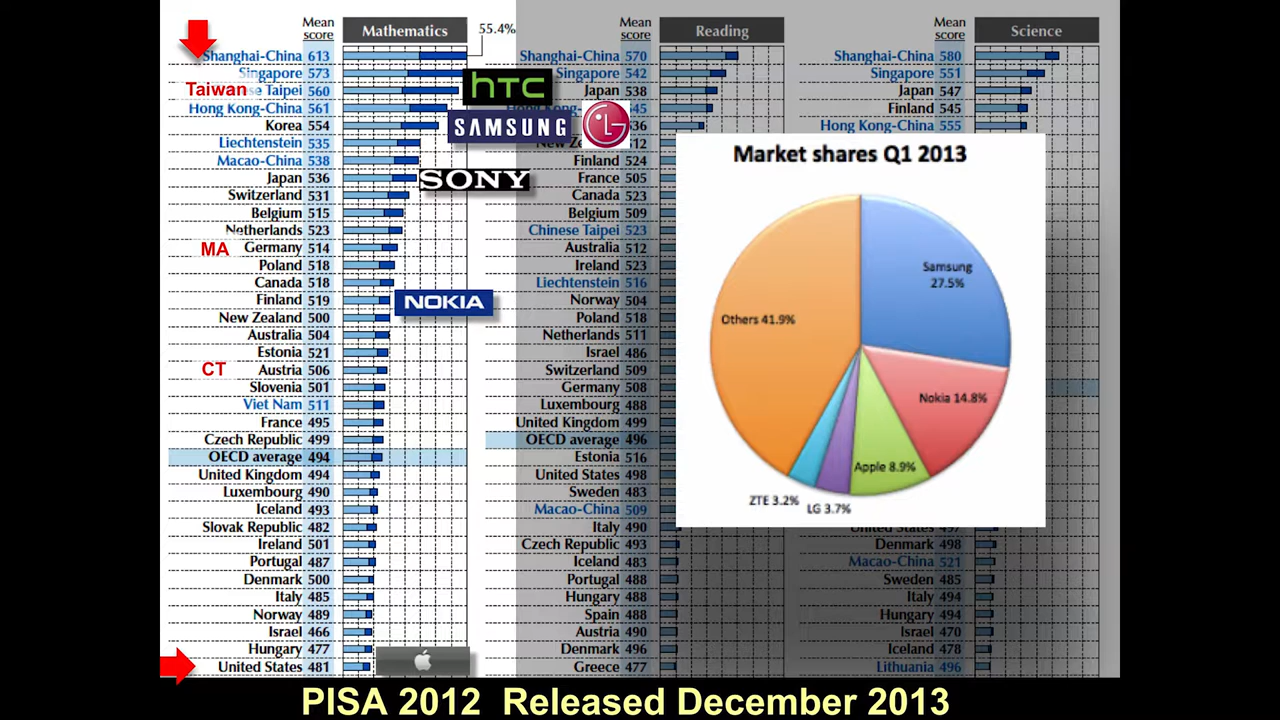 Mean score
Mathematics
55.4%
Shanghai-China 613
Singapore 573
Taiwan
se Taipei 560
Hong Kong-China 561
Korea 554
Liechtenstein 535
Macao-China 538
Japan 536
Switzerland 531
Belgium 515
Netherlands 523
MA
Germany 514
Poland 518
Canada 518
Finland 519
New Zealand 500
Australia 504
Estonia 521
CT
Austria 506
Slovenia 501
Viet Nam 511
France 495
Czech Republic 499
OECD average 494
United Kingdom 494
Luxembourg 490
Iceland 493
Slovak Republic 482
Ireland 501
Portugal 487
Denmark 500
Italy 485
Norway 489
Israel 466
Hungary 477
United States 481
hTC
SAMSUNG
LG
SONY
NOKIA
Mean score
Reading
Shanghai-China 570
Singapore 542
Japan 538
545
536
New Ze 512
Finland 524
France 505
Canada 523
Belgium 509
Chinese Taipei 523
Australia 512
Ireland 523
Liechtenstein 516
Norway 504
Poland 518
Netherlands 511
Israel 486
Switzerland 509
Germany 508
Luxembourg 488
United Kingdom 499
OECD average 496
Estonia 516
United States 498
Sweden 483
Macao-China 509
Italy 490
Czech Republic 493
Iceland 483
Portugal 488
Hungary 488
Spain 488
Austria 490
Denmark 496
Greece 477
Mean score
Science
Shanghai-China 580
Singapore 551
Japan 547
Finland 545
Hong Kong-China 555
Market shares Q1 2013
Samsung
27.5%
Others 41.9%
Nokia 14.8%
Apple 8.9%
ZTE 3.2%
LG 3.7%
United States 497
Denmark 498
Macao-China 521
Sweden 485
Italy 494
Hungary 494
Israel 470
Iceland 478
Lithuania 496
PISA 2012 Released December 2013